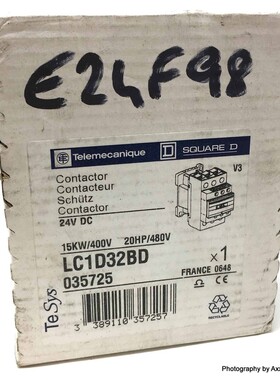 E24F98
Telemecanique
SQUARE D
Contactor
Contacteur
Schütz
Contactor
24V DC
V3
15KW/400V 20HP/480V
LC1D32BD
035725
x1
FRANCE 0648
TeSys
3 389110 357257
RECYCLABLE
Photography by Ax